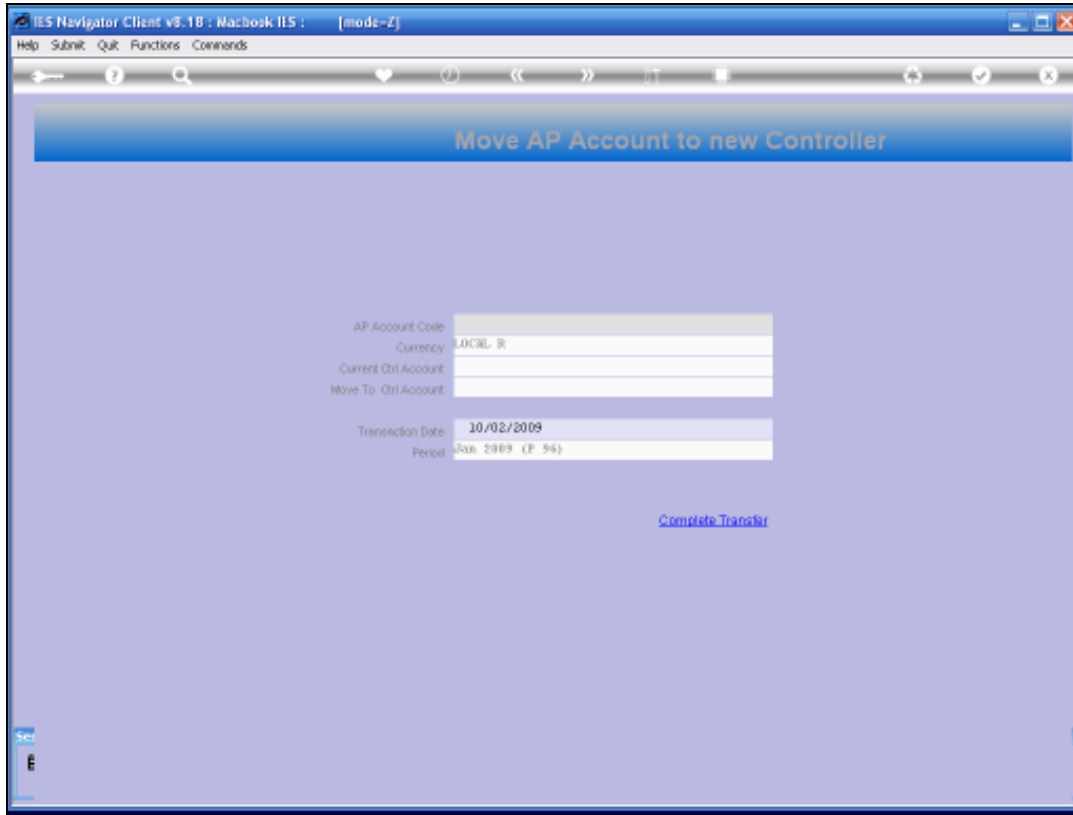 IES Navigator Client v8.18 : Macbook IES : [mode-Z]
Help Submit Quit Functions Commands
Move AP Account to new Controller
AP Account Code
Currency LOCAL R
Current Ctrl Account
Move To Ctrl Account
Transaction Date 10/02/2009
Period Jan 2009 (P 96)
Complete Transfer
Ses